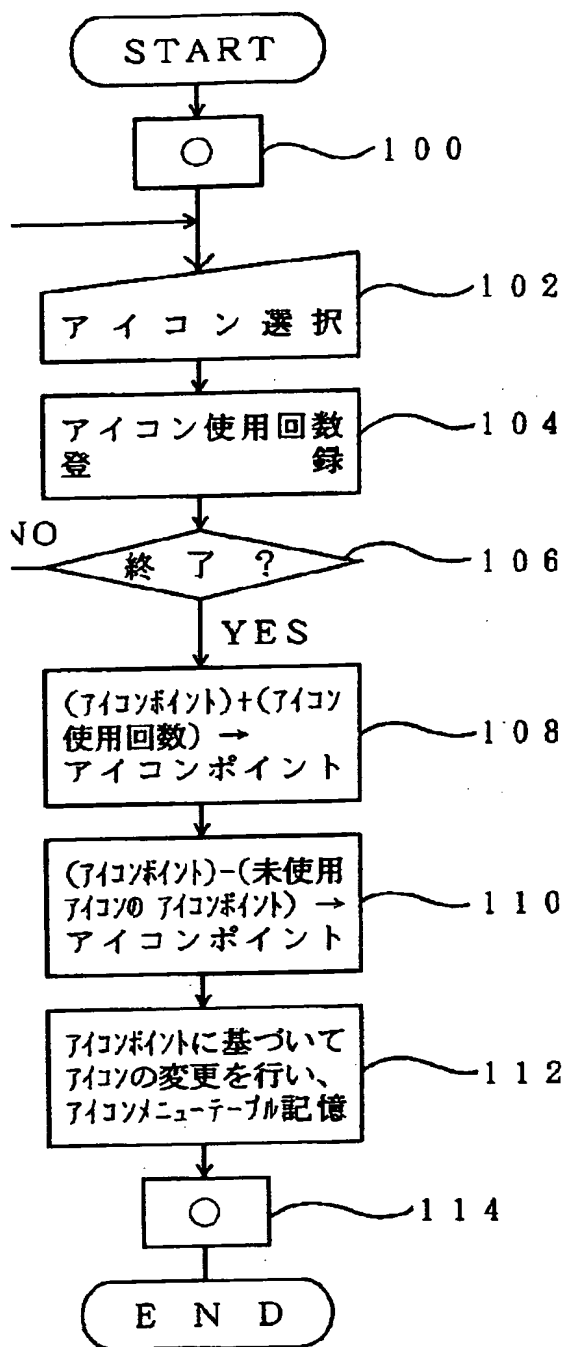 START
○
100
アイコン選択
102
アイコン使用回数
登録
104
NO
終了?
106
YES
(アイコンポイント)+(アイコン
使用回数) →
アイコンポイント
108
(アイコンポイント)−(未使用
アイコンの アイコンポイント) →
アイコンポイント
110
アイコンポイントに基づいて
アイコンの変更を行い、
アイコンメニューテーブル記憶
112
○
114
END